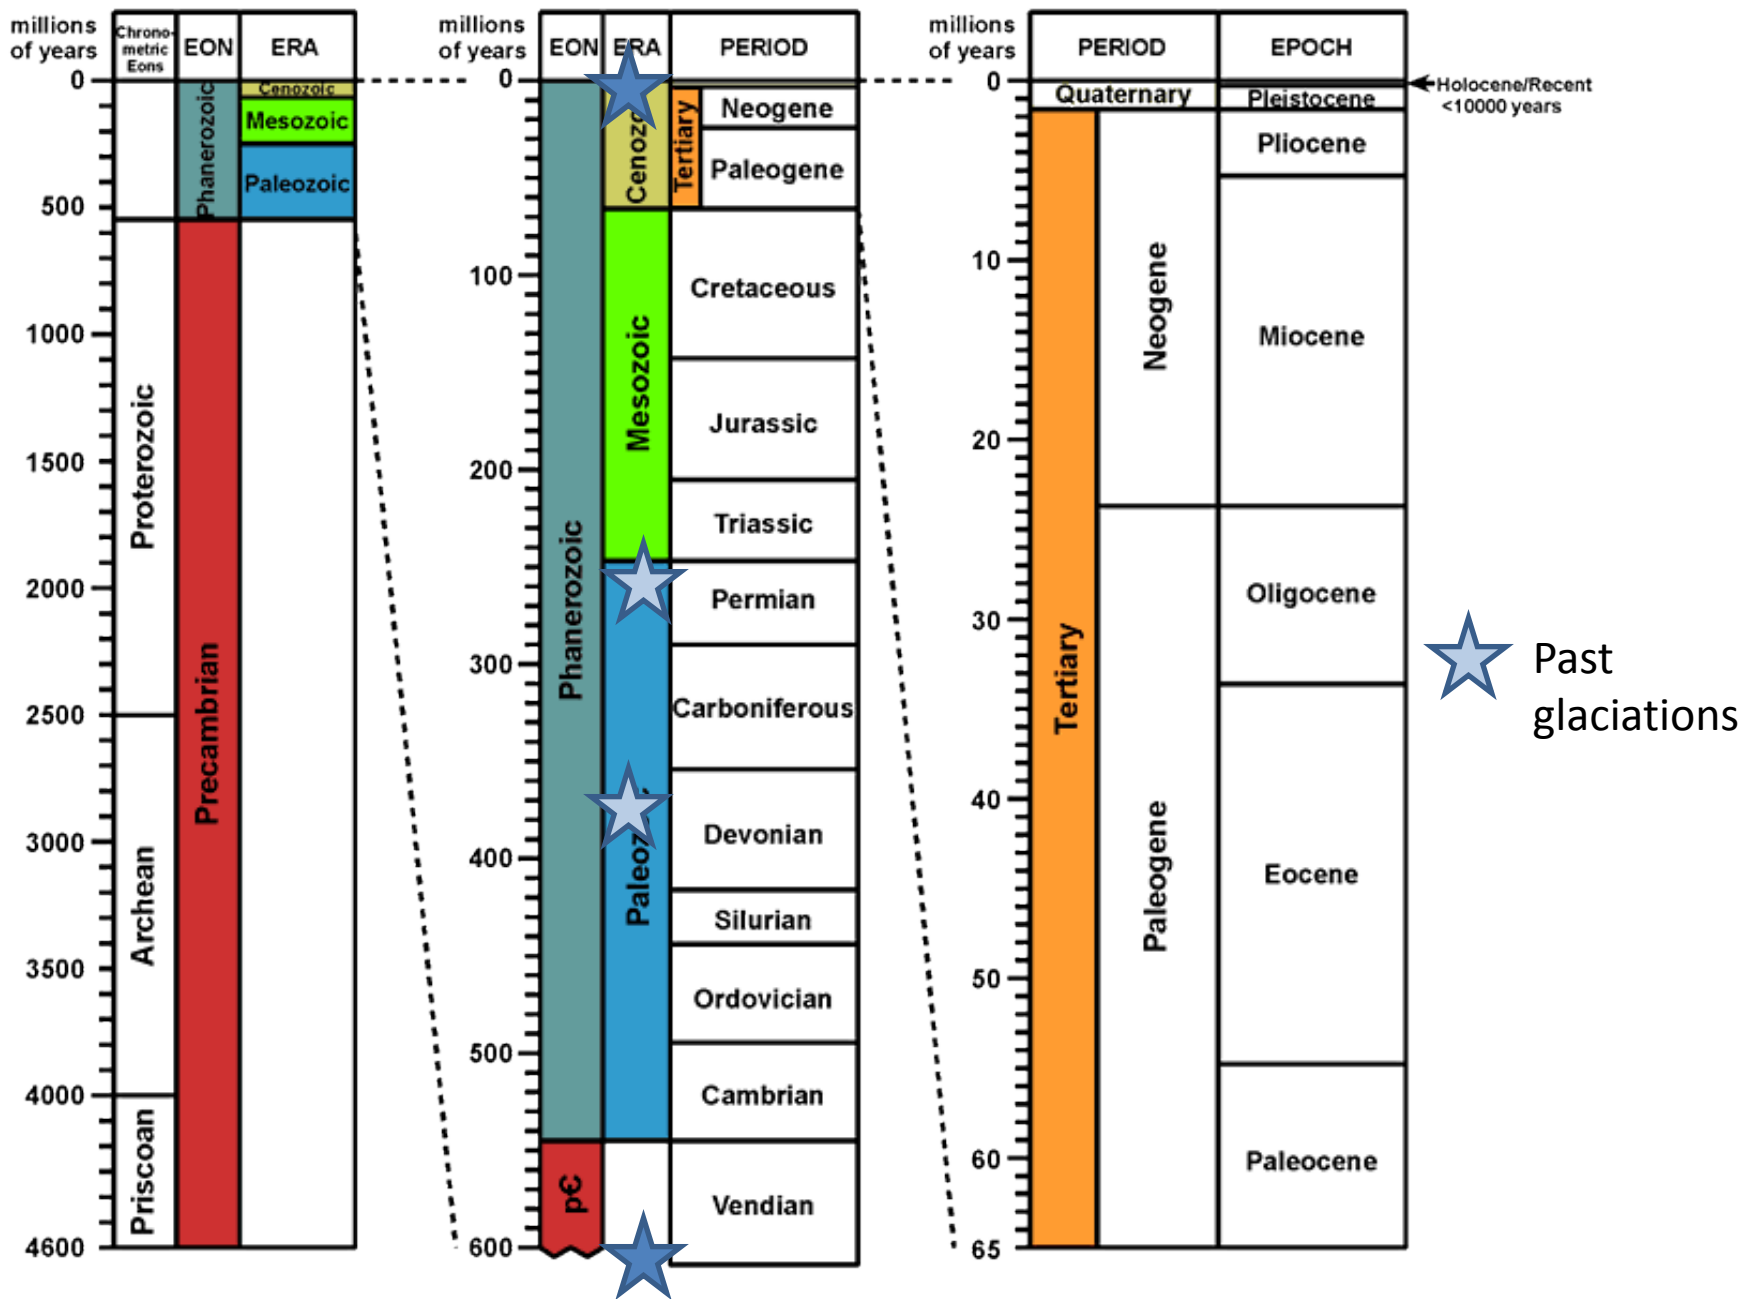 millions
of years
Chrono-
metric
Eons
EON
ERA
0
500
1000
1500
2000
2500
3000
3500
4000
4600
Proterozoic
Archean
Priscoan
Phanerozoic
Precambrian
Cenozoic
Mesozoic
Paleozoic
millions
of years
EON
ERA
PERIOD
0
100
200
300
400
500
600
Phanerozoic
p€
Cenozo
Mesozoic
Paleoz
Tertiary
Neogene
Paleogene
Cretaceous
Jurassic
Triassic
Permian
Carboniferous
Devonian
Silurian
Ordovician
Cambrian
Vendian
millions
of years
PERIOD
EPOCH
0
10
20
30
40
50
60
65
Quaternary
Tertiary
Neogene
Paleogene
Pleistocene
Pliocene
Miocene
Oligocene
Eocene
Paleocene
Holocene/Recent
<10000 years
Past
glaciations